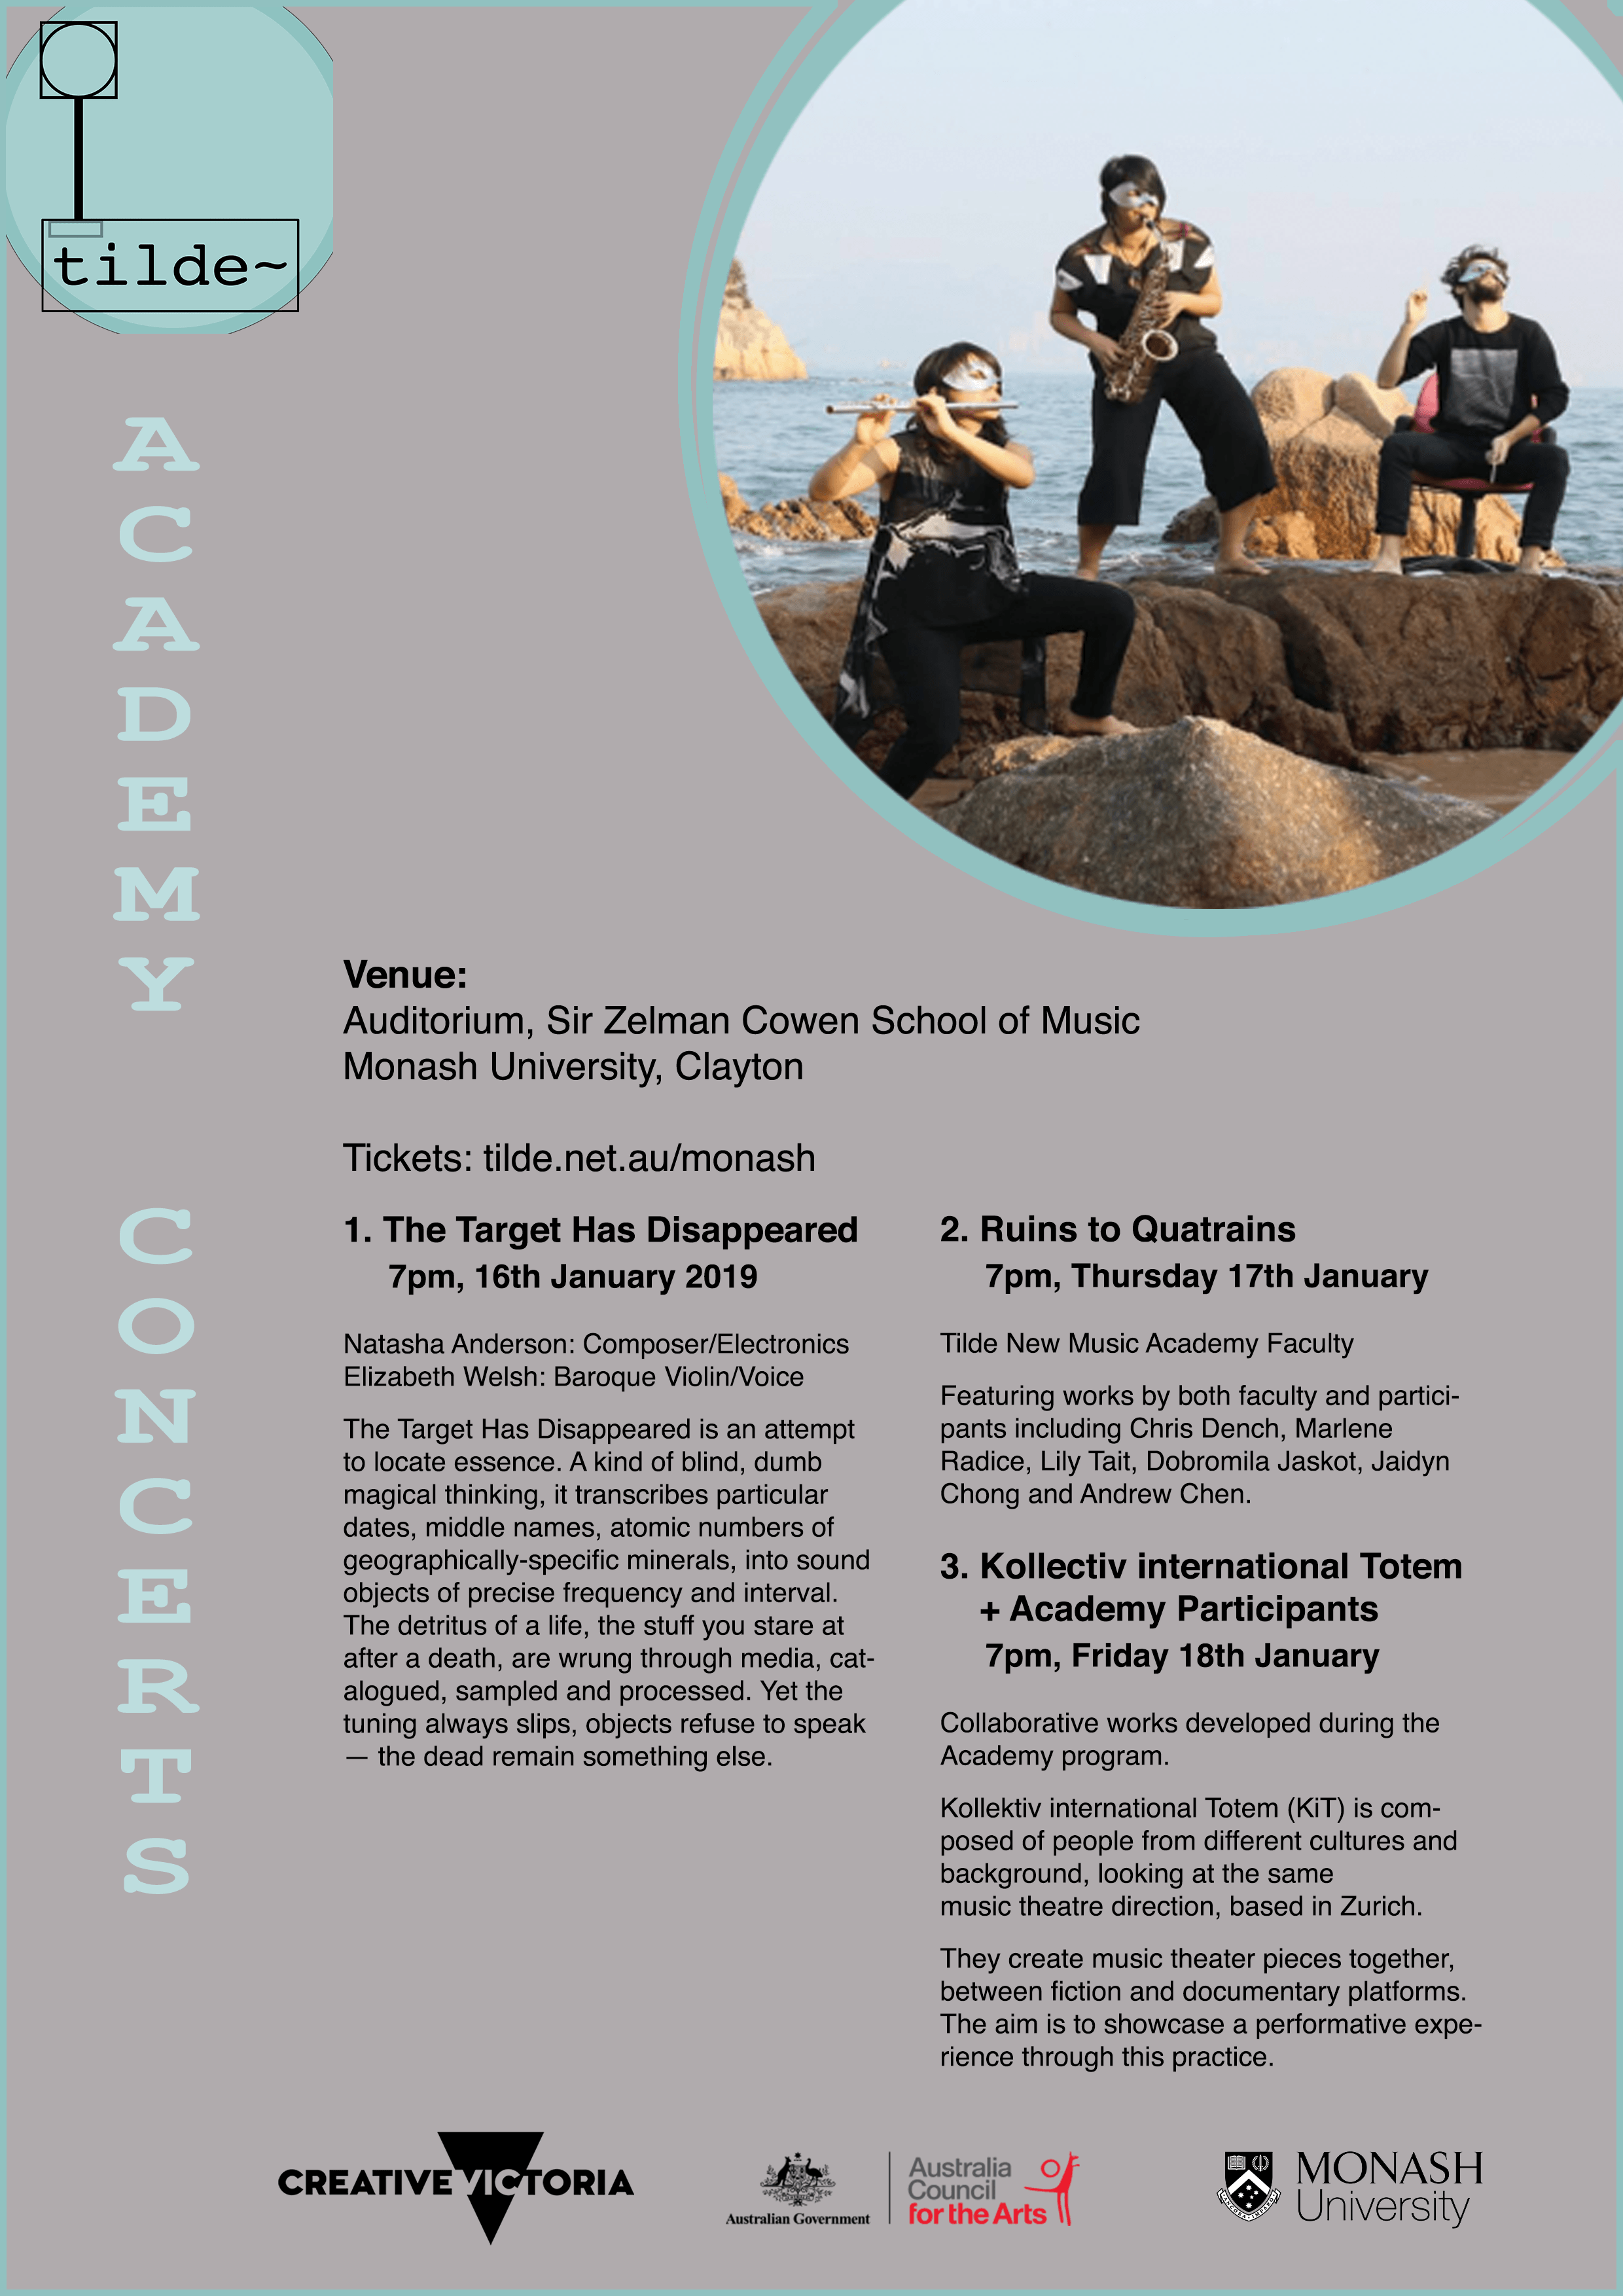 tilde~
ACADEMY
CONCERTS
Venue:
Auditorium, Sir Zelman Cowen School of Music
Monash University, Clayton
Tickets: tilde.net.au/monash
1. The Target Has Disappeared
7pm, 16th January 2019
Natasha Anderson: Composer/Electronics
Elizabeth Welsh: Baroque Violin/Voice
The Target Has Disappeared is an attempt
to locate essence. A kind of blind, dumb
magical thinking, it transcribes particular
dates, middle names, atomic numbers of
geographically-specific minerals, into sound
objects of precise frequency and interval.
The detritus of a life, the stuff you stare at
after a death, are wrung through media, cat-
alogued, sampled and processed. Yet the
tuning always slips, objects refuse to speak
— the dead remain something else.
2. Ruins to Quatrains
7pm, Thursday 17th January
Tilde New Music Academy Faculty
Featuring works by both faculty and partici-
pants including Chris Dench, Marlene
Radice, Lily Tait, Dobromila Jaskot, Jaidyn
Chong and Andrew Chen.
3. Kollectiv international Totem
+ Academy Participants
7pm, Friday 18th January
Collaborative works developed during the
Academy program.
Kollektiv international Totem (KiT) is com-
posed of people from different cultures and
background, looking at the same
music theatre direction, based in Zurich.
They create music theater pieces together,
between fiction and documentary platforms.
The aim is to showcase a performative expe-
rience through this practice.
CREATIVE VICTORIA
Australian Government
Australia
Council
for the Arts
MONASH
University